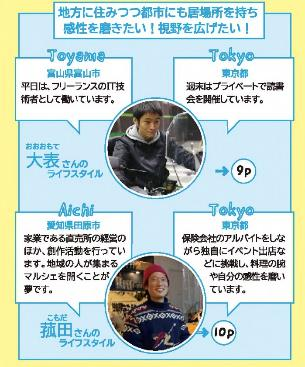 地方に住みつつ都市にも居場所を持ち
感性を磨きたい！視野を広げたい！
Toyama
富山県富山市
平日は、フリーランスのIT技
術者として働いています。
Tokyo
東京都
週末はプライベートで読書
会を開催しています。
おおおもて
大表さんの
ライフスタイル
9p
Aichi
愛知県田原市
家業である直売所の経営の
ほか、創作活動を行ってい
ます。地域の人が集まる
マルシェを開くことが
夢です。
Tokyo
東京都
保険会社のアルバイトをしな
がら独自にイベント出店な
どに挑戦し、料理の腕
や自分の感性を磨い
ています。
こもだ
菰田さんの
ライフスタイル
10p